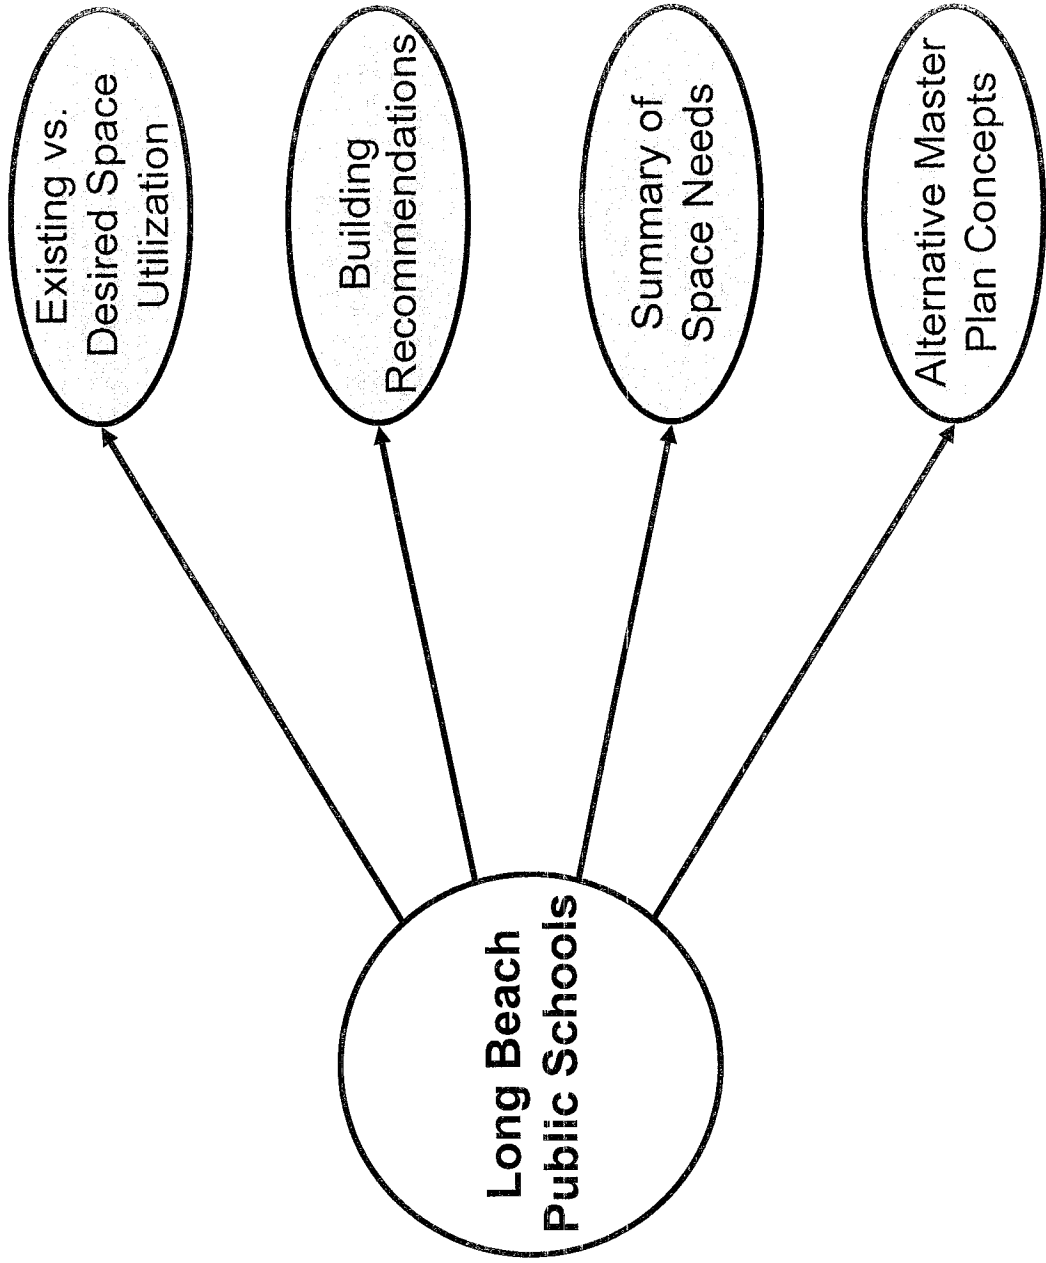 Long Beach
Public Schools
Existing vs.
Desired Space
Utilization
Building
Recommendations
Summary of
Space Needs
Alternative Master
Plan Concepts